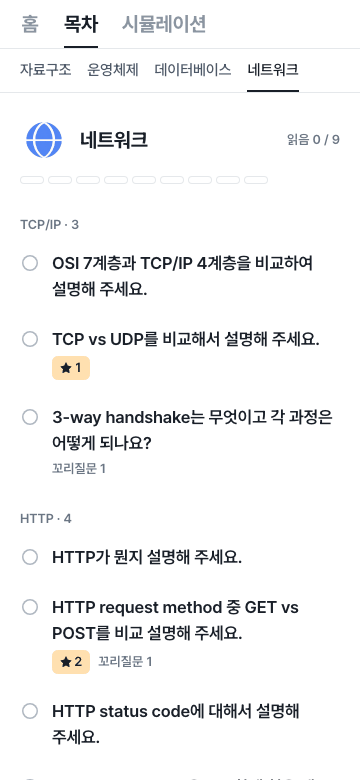 홈 목차 시뮬레이션
자료구조 운영체제 데이터베이스 네트워크
네트워크 읽음 0 / 9
TCP/IP · 3
OSI 7계층과 TCP/IP 4계층을 비교하여
설명해 주세요.
TCP vs UDP를 비교해서 설명해 주세요.
★ 1
3-way handshake는 무엇이고 각 과정은
어떻게 되나요?
꼬리질문 1
HTTP · 4
HTTP가 뭔지 설명해 주세요.
HTTP request method 중 GET vs
POST를 비교 설명해 주세요.
★ 2 꼬리질문 1
HTTP status code에 대해서 설명해
주세요.